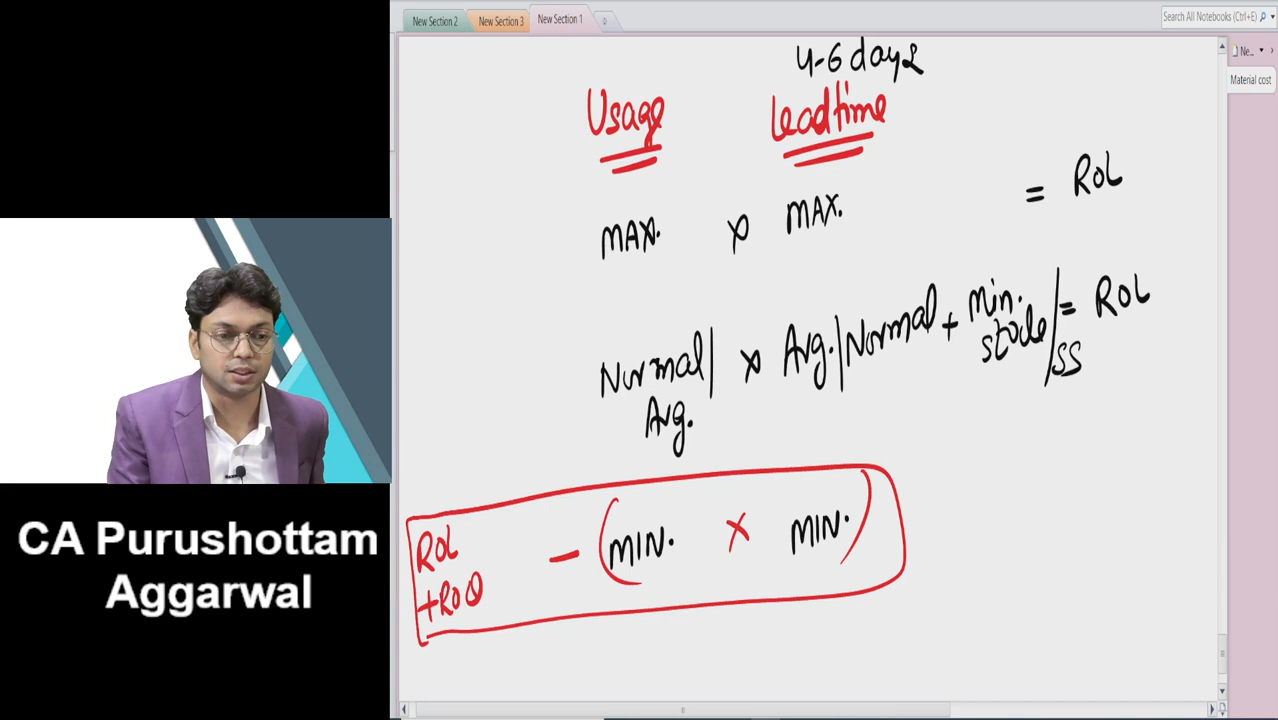 New Section 2
New Section 3
New Section 1
Search All Notebooks (Ctrl+E)
Ne...
Material cost
4-6 days
Usage Leadtime
MAX. x MAX. = ROL
Normal/ Avg. x Avg./Normal + min. stock/ SS = ROL
ROL +ROQ - (MIN. x MIN.)
CA Purushottam
Aggarwal